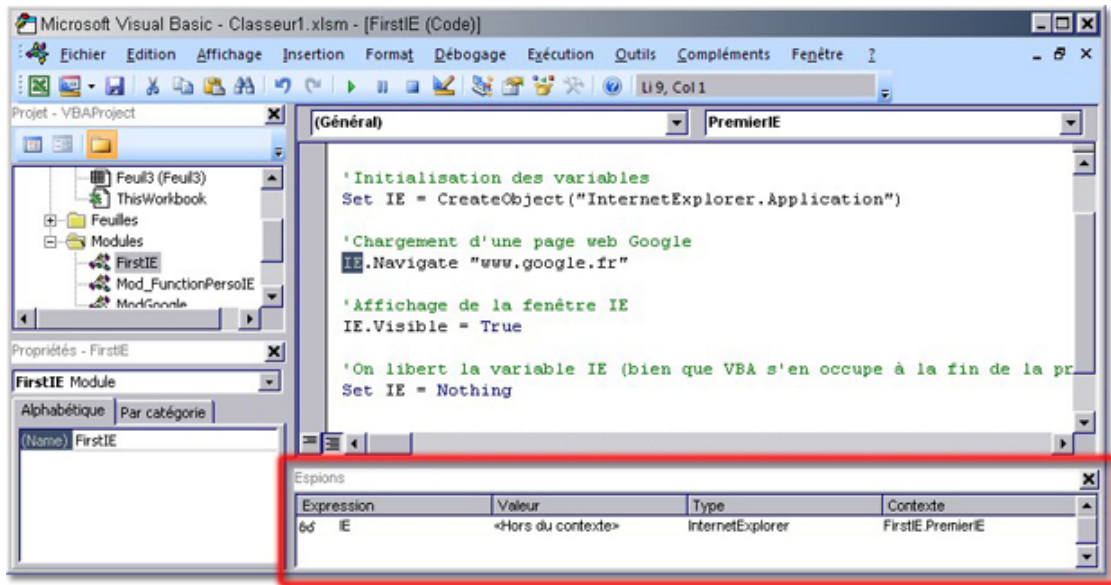 Microsoft Visual Basic - Classeur1.xlsm - [FirstIE (Code)]
Fichier Edition Affichage Insertion Format Débogage Exécution Outils Compléments Fenêtre ?
Li 9, Col 1
Projet - VBAProject
Feuil3 (Feuil3)
ThisWorkbook
Feuilles
Modules
FirstIE
Mod_FunctionPersoIE
ModGoogle
Propriétés - FirstIE
FirstIE Module
Alphabétique Par catégorie
(Name) FirstIE
(Général) PremierIE
'Initialisation des variables
Set IE = CreateObject("InternetExplorer.Application")
'Chargement d'une page web Google
IE.Navigate "www.google.fr"
'Affichage de la fenêtre IE
IE.Visible = True
'On libert la variable IE (bien que VBA s'en occupe à la fin de la pr
Set IE = Nothing
Espions
Expression Valeur Type Contexte
IE <Hors du contexte> InternetExplorer FirstIE.PremierIE